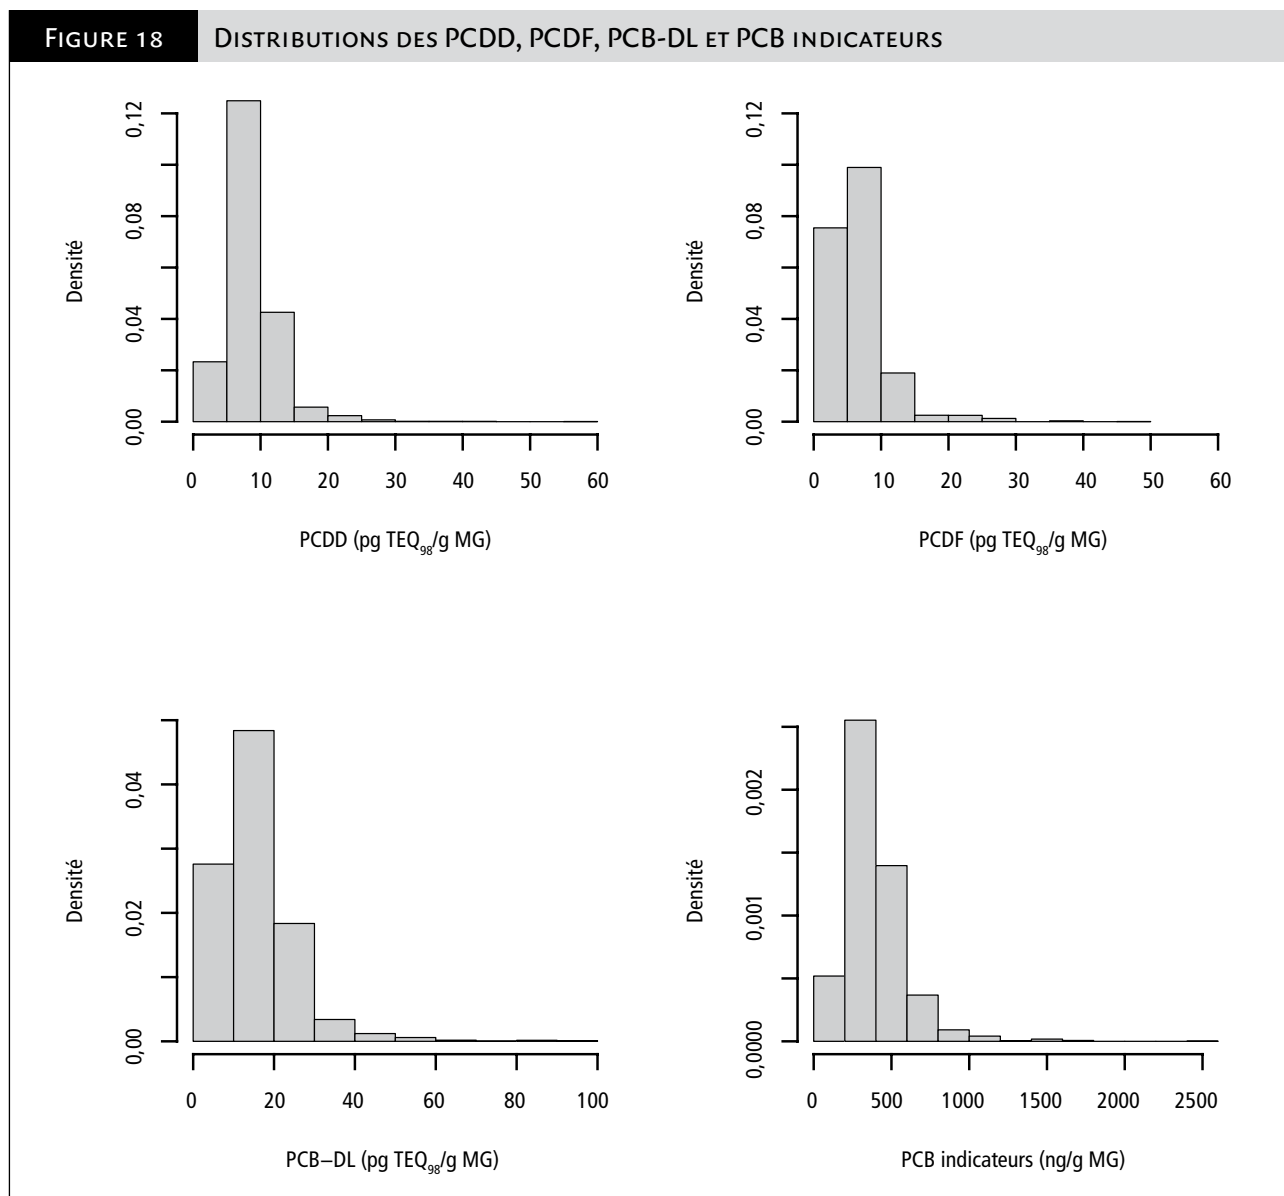 FIGURE 18 DISTRIBUTIONS DES PCDD, PCDF, PCB-DL ET PCB INDICATEURS
0,12
0,08
0,04
0,00
Densité
0 10 20 30 40 50 60
PCDD (pg TEQ98/g MG)
0,12
0,08
0,04
0,00
Densité
0 10 20 30 40 50 60
PCDF (pg TEQ98/g MG)
0,04
0,02
0,00
Densité
0 20 40 60 80 100
PCB–DL (pg TEQ98/g MG)
0,002
0,001
0,0000
Densité
0 500 1000 1500 2000 2500
PCB indicateurs (ng/g MG)